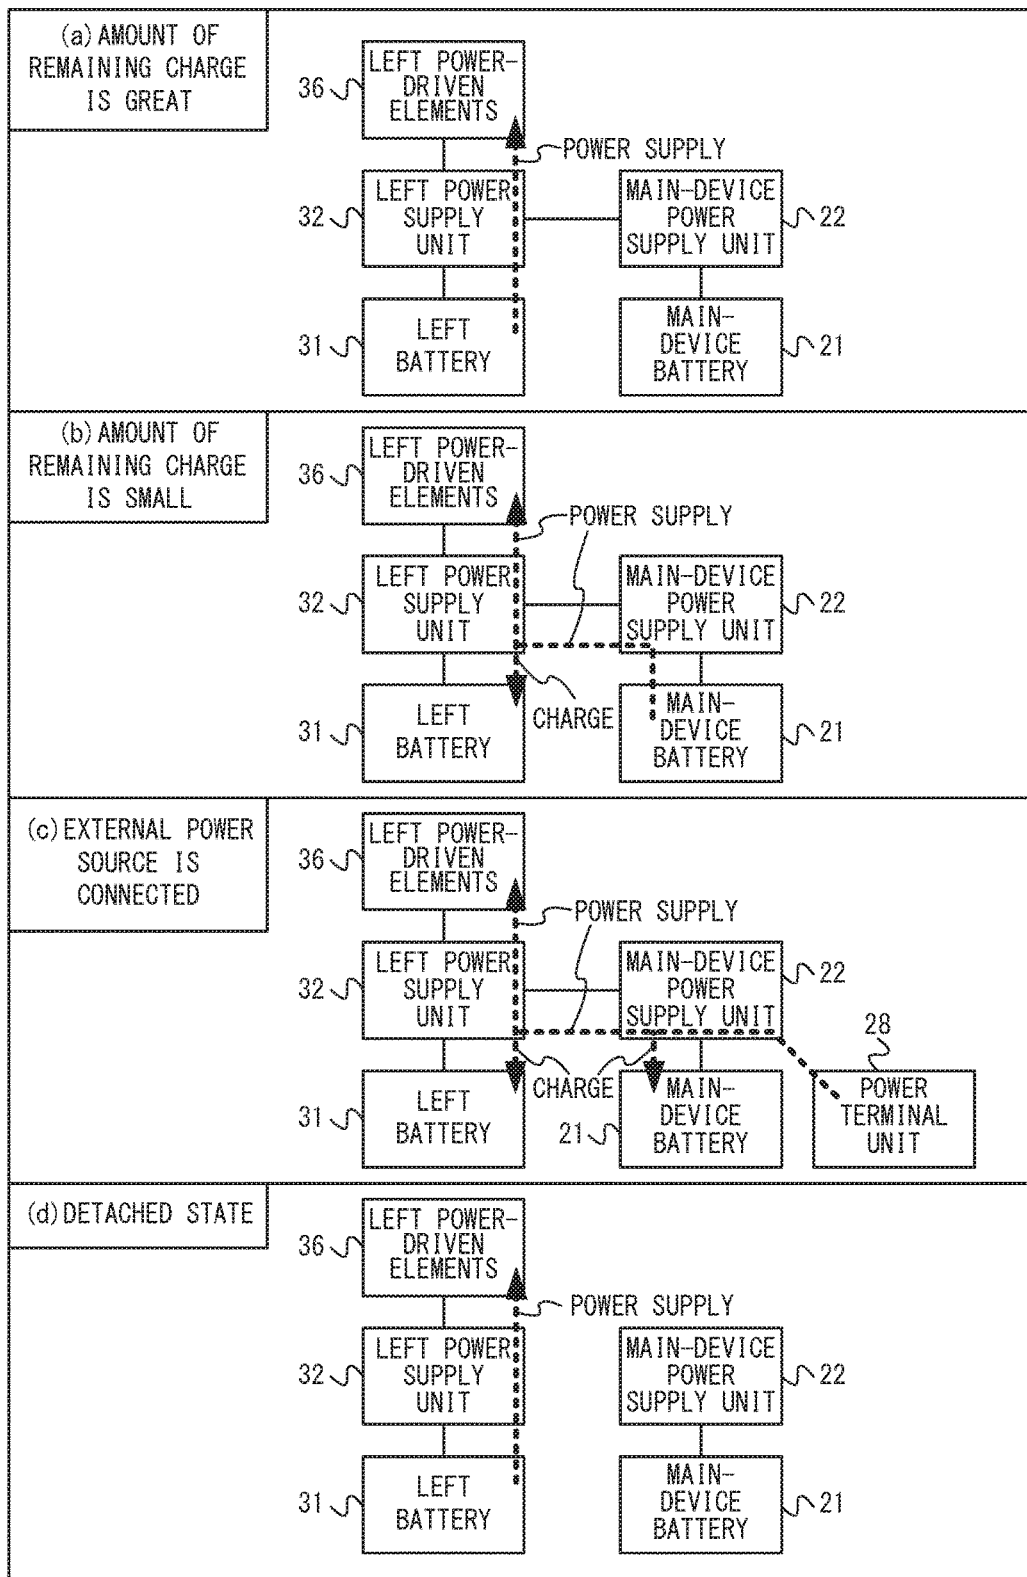 (a) AMOUNT OF
REMAINING CHARGE
IS GREAT
LEFT POWER-
DRIVEN
ELEMENTS
36
POWER SUPPLY
LEFT POWER
SUPPLY
UNIT
32
MAIN-DEVICE
POWER
SUPPLY UNIT
22
LEFT
BATTERY
31
MAIN-
DEVICE
BATTERY
21
(b) AMOUNT OF
REMAINING CHARGE
IS SMALL
LEFT POWER-
DRIVEN
ELEMENTS
36
POWER SUPPLY
LEFT POWER
SUPPLY
UNIT
32
MAIN-DEVICE
POWER
SUPPLY UNIT
22
LEFT
BATTERY
31
CHARGE
MAIN-
DEVICE
BATTERY
21
(c) EXTERNAL POWER
SOURCE IS
CONNECTED
LEFT POWER-
DRIVEN
ELEMENTS
36
POWER SUPPLY
LEFT POWER
SUPPLY
UNIT
32
MAIN-DEVICE
POWER
SUPPLY UNIT
22
28
LEFT
BATTERY
31
CHARGE
MAIN-
DEVICE
BATTERY
21
POWER
TERMINAL
UNIT
(d) DETACHED STATE
LEFT POWER-
DRIVEN
ELEMENTS
36
POWER SUPPLY
LEFT POWER
SUPPLY
UNIT
32
MAIN-DEVICE
POWER
SUPPLY UNIT
22
LEFT
BATTERY
31
MAIN-
DEVICE
BATTERY
21